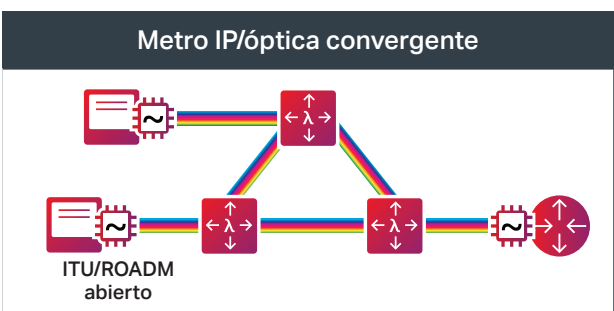 Metro IP/óptica convergente
~
λ
~
λ
λ
~
ITU/ROADM
abierto